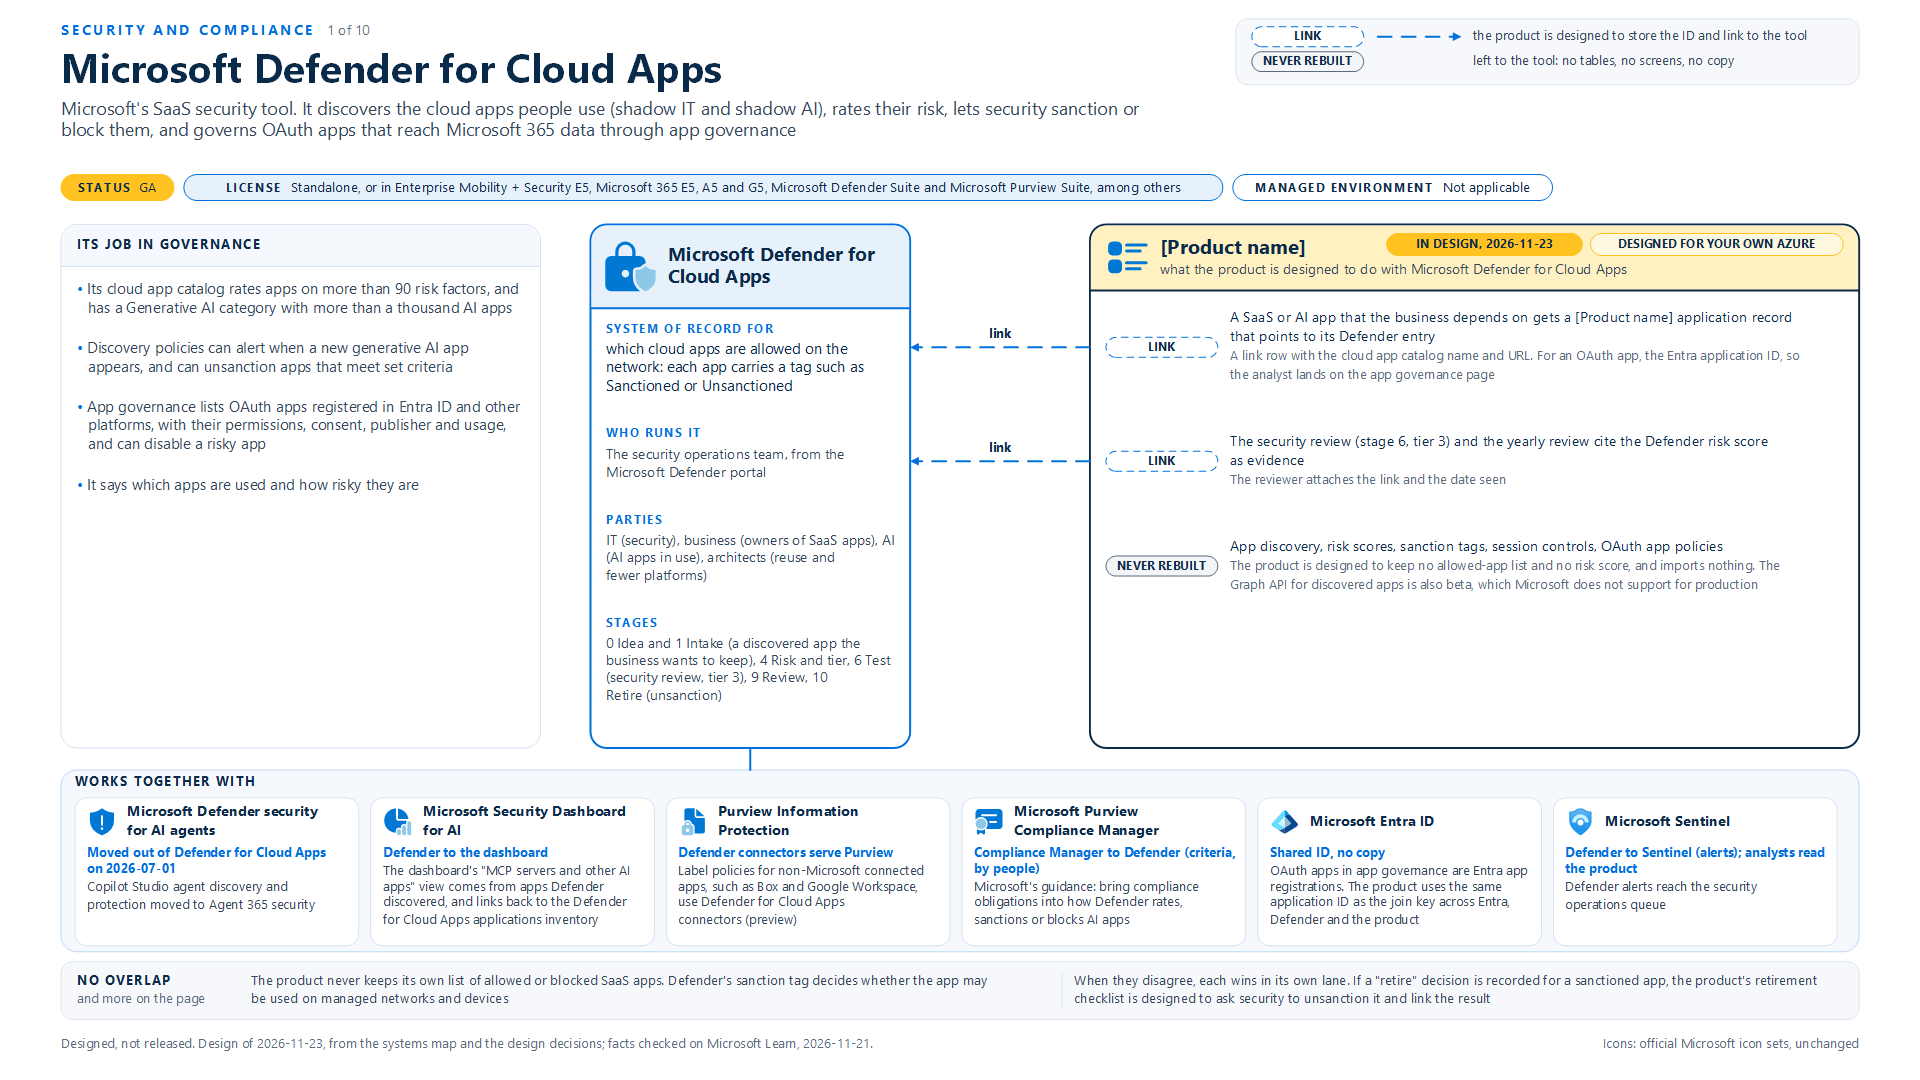 SECURITY AND COMPLIANCE 1 of 10
Microsoft Defender for Cloud Apps
Microsoft's SaaS security tool. It discovers the cloud apps people use (shadow IT and shadow AI), rates their risk, lets security sanction or
block them, and governs OAuth apps that reach Microsoft 365 data through app governance
LINK the product is designed to store the ID and link to the tool
NEVER REBUILT left to the tool: no tables, no screens, no copy
STATUS GA
LICENSE Standalone, or in Enterprise Mobility + Security E5, Microsoft 365 E5, A5 and G5, Microsoft Defender Suite and Microsoft Purview Suite, among others
MANAGED ENVIRONMENT Not applicable
ITS JOB IN GOVERNANCE
• Its cloud app catalog rates apps on more than 90 risk factors, and
has a Generative AI category with more than a thousand AI apps
• Discovery policies can alert when a new generative AI app
appears, and can unsanction apps that meet set criteria
• App governance lists OAuth apps registered in Entra ID and other
platforms, with their permissions, consent, publisher and usage,
and can disable a risky app
• It says which apps are used and how risky they are
Microsoft Defender for
Cloud Apps
SYSTEM OF RECORD FOR
which cloud apps are allowed on the
network: each app carries a tag such as
Sanctioned or Unsanctioned
WHO RUNS IT
The security operations team, from the
Microsoft Defender portal
PARTIES
IT (security), business (owners of SaaS apps), AI
(AI apps in use), architects (reuse and
fewer platforms)
STAGES
0 Idea and 1 Intake (a discovered app the
business wants to keep), 4 Risk and tier, 6 Test
(security review, tier 3), 9 Review, 10
Retire (unsanction)
link
link
[Product name]
IN DESIGN, 2026-11-23
DESIGNED FOR YOUR OWN AZURE
what the product is designed to do with Microsoft Defender for Cloud Apps
LINK
A SaaS or AI app that the business depends on gets a [Product name] application record
that points to its Defender entry
A link row with the cloud app catalog name and URL. For an OAuth app, the Entra application ID, so
the analyst lands on the app governance page
LINK
The security review (stage 6, tier 3) and the yearly review cite the Defender risk score
as evidence
The reviewer attaches the link and the date seen
NEVER REBUILT
App discovery, risk scores, sanction tags, session controls, OAuth app policies
The product is designed to keep no allowed-app list and no risk score, and imports nothing. The
Graph API for discovered apps is also beta, which Microsoft does not support for production
WORKS TOGETHER WITH
Microsoft Defender security
for AI agents
Moved out of Defender for Cloud Apps
on 2026-07-01
Copilot Studio agent discovery and
protection moved to Agent 365 security
Microsoft Security Dashboard
for AI
Defender to the dashboard
The dashboard's "MCP servers and other AI
apps" view comes from apps Defender
discovered, and links back to the Defender
for Cloud Apps applications inventory
Purview Information
Protection
Defender connectors serve Purview
Label policies for non-Microsoft connected
apps, such as Box and Google Workspace,
use Defender for Cloud Apps
connectors (preview)
Microsoft Purview
Compliance Manager
Compliance Manager to Defender (criteria,
by people)
Microsoft's guidance: bring compliance
obligations into how Defender rates,
sanctions or blocks AI apps
Microsoft Entra ID
Shared ID, no copy
OAuth apps in app governance are Entra app
registrations. The product uses the same
application ID as the join key across Entra,
Defender and the product
Microsoft Sentinel
Defender to Sentinel (alerts); analysts read
the product
Defender alerts reach the security
operations queue
NO OVERLAP
and more on the page
The product never keeps its own list of allowed or blocked SaaS apps. Defender's sanction tag decides whether the app may
be used on managed networks and devices
When they disagree, each wins in its own lane. If a "retire" decision is recorded for a sanctioned app, the product's retirement
checklist is designed to ask security to unsanction it and link the result
Designed, not released. Design of 2026-11-23, from the systems map and the design decisions; facts checked on Microsoft Learn, 2026-11-21.
Icons: official Microsoft icon sets, unchanged